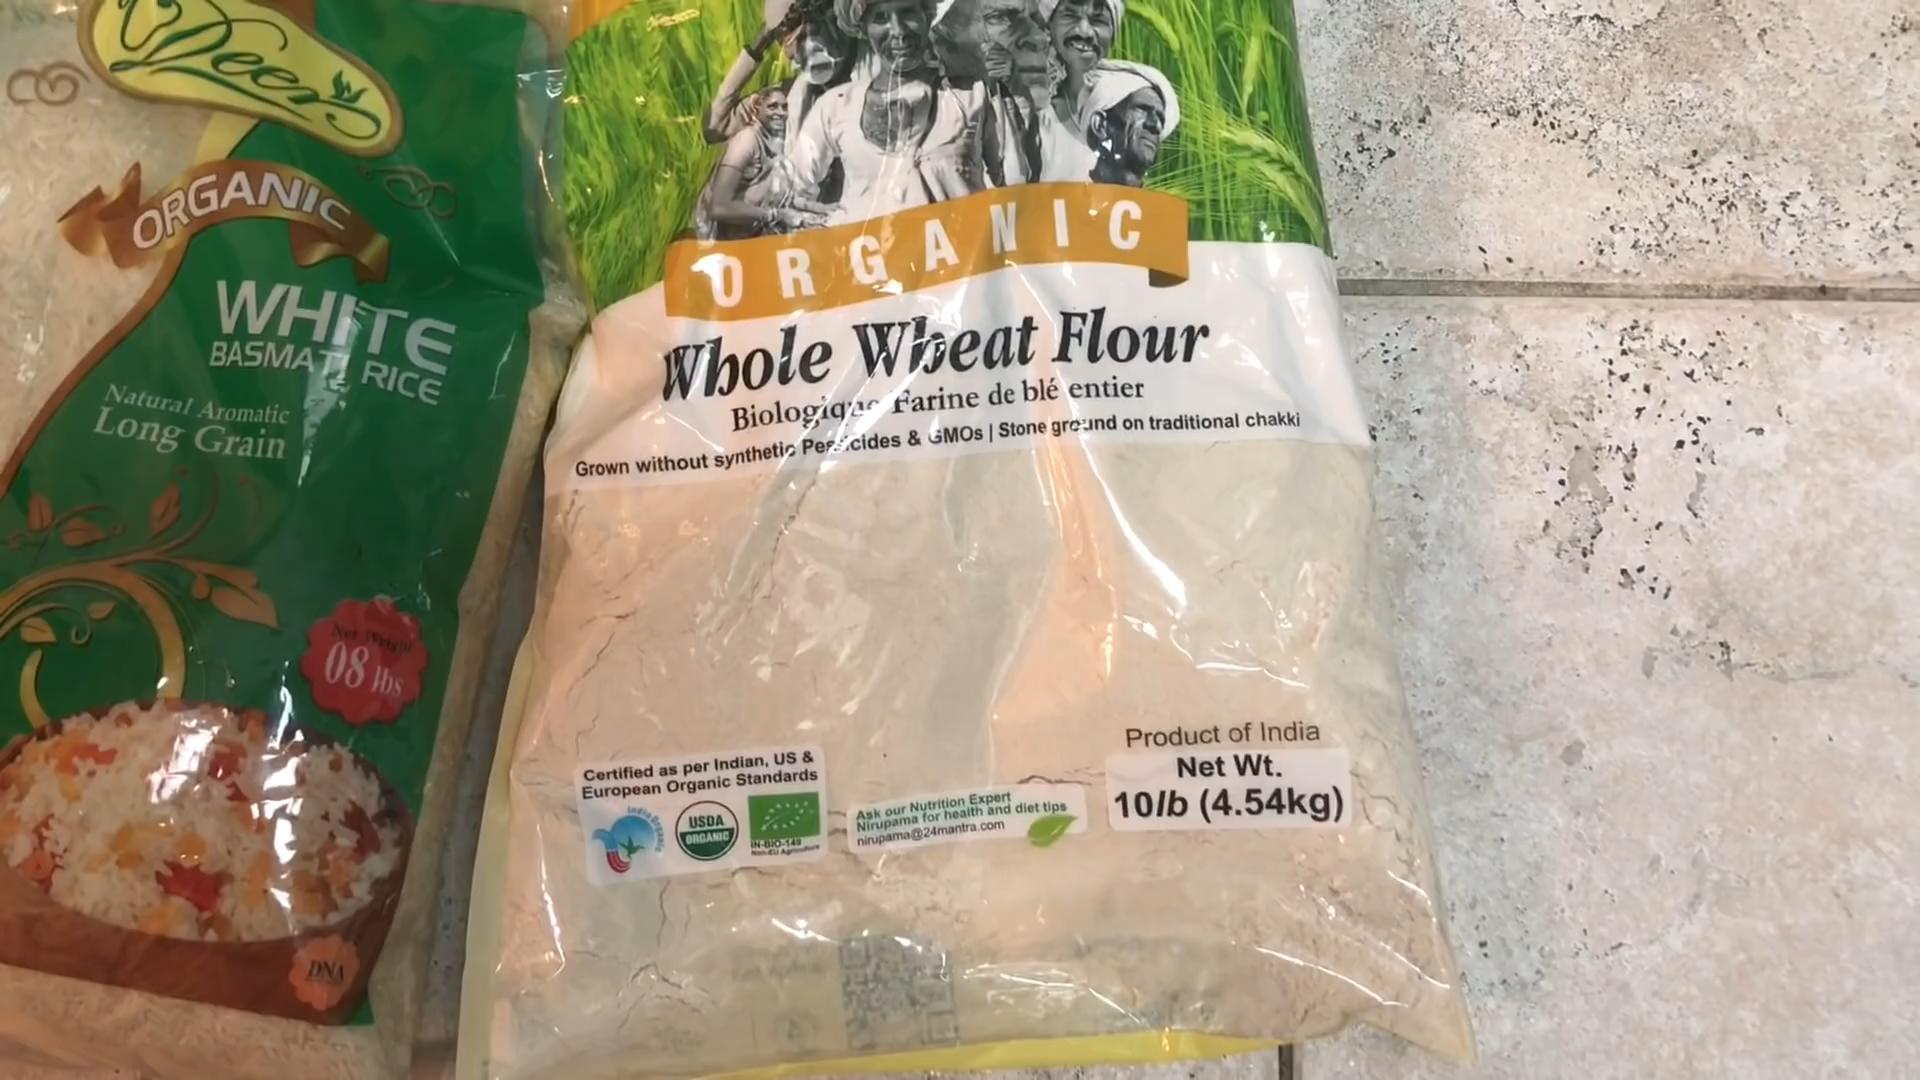 Deer
ORGANIC
WHITE
BASMATI RICE
Natural Aromatic
Long Grain
Net Weight
08 lbs
DNA
ORGANIC
Whole Wheat Flour
Biologique Farine de blé entier
Grown without synthetic Pesticides & GMOs | Stone ground on traditional chakki
Certified as per Indian, US &
European Organic Standards
India Organic
USDA
ORGANIC
IN-BIO-149
Non-EU Agriculture
Ask our Nutrition Expert
Nirupama for health and diet tips
nirupama@24mantra.com
Product of India
Net Wt.
10lb (4.54kg)